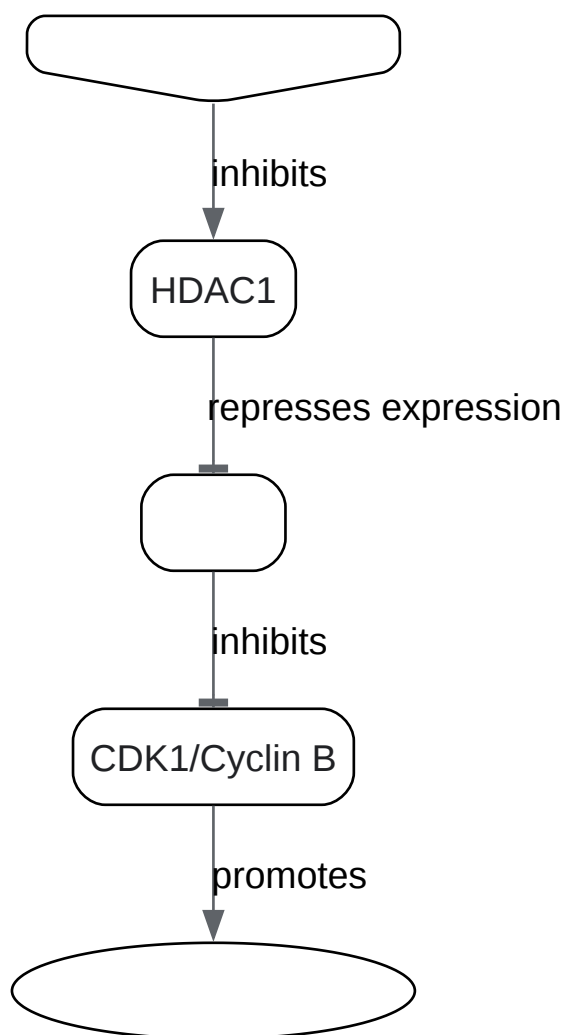 inhibits
HDAC1
represses expression
inhibits
CDK1/Cyclin B
promotes